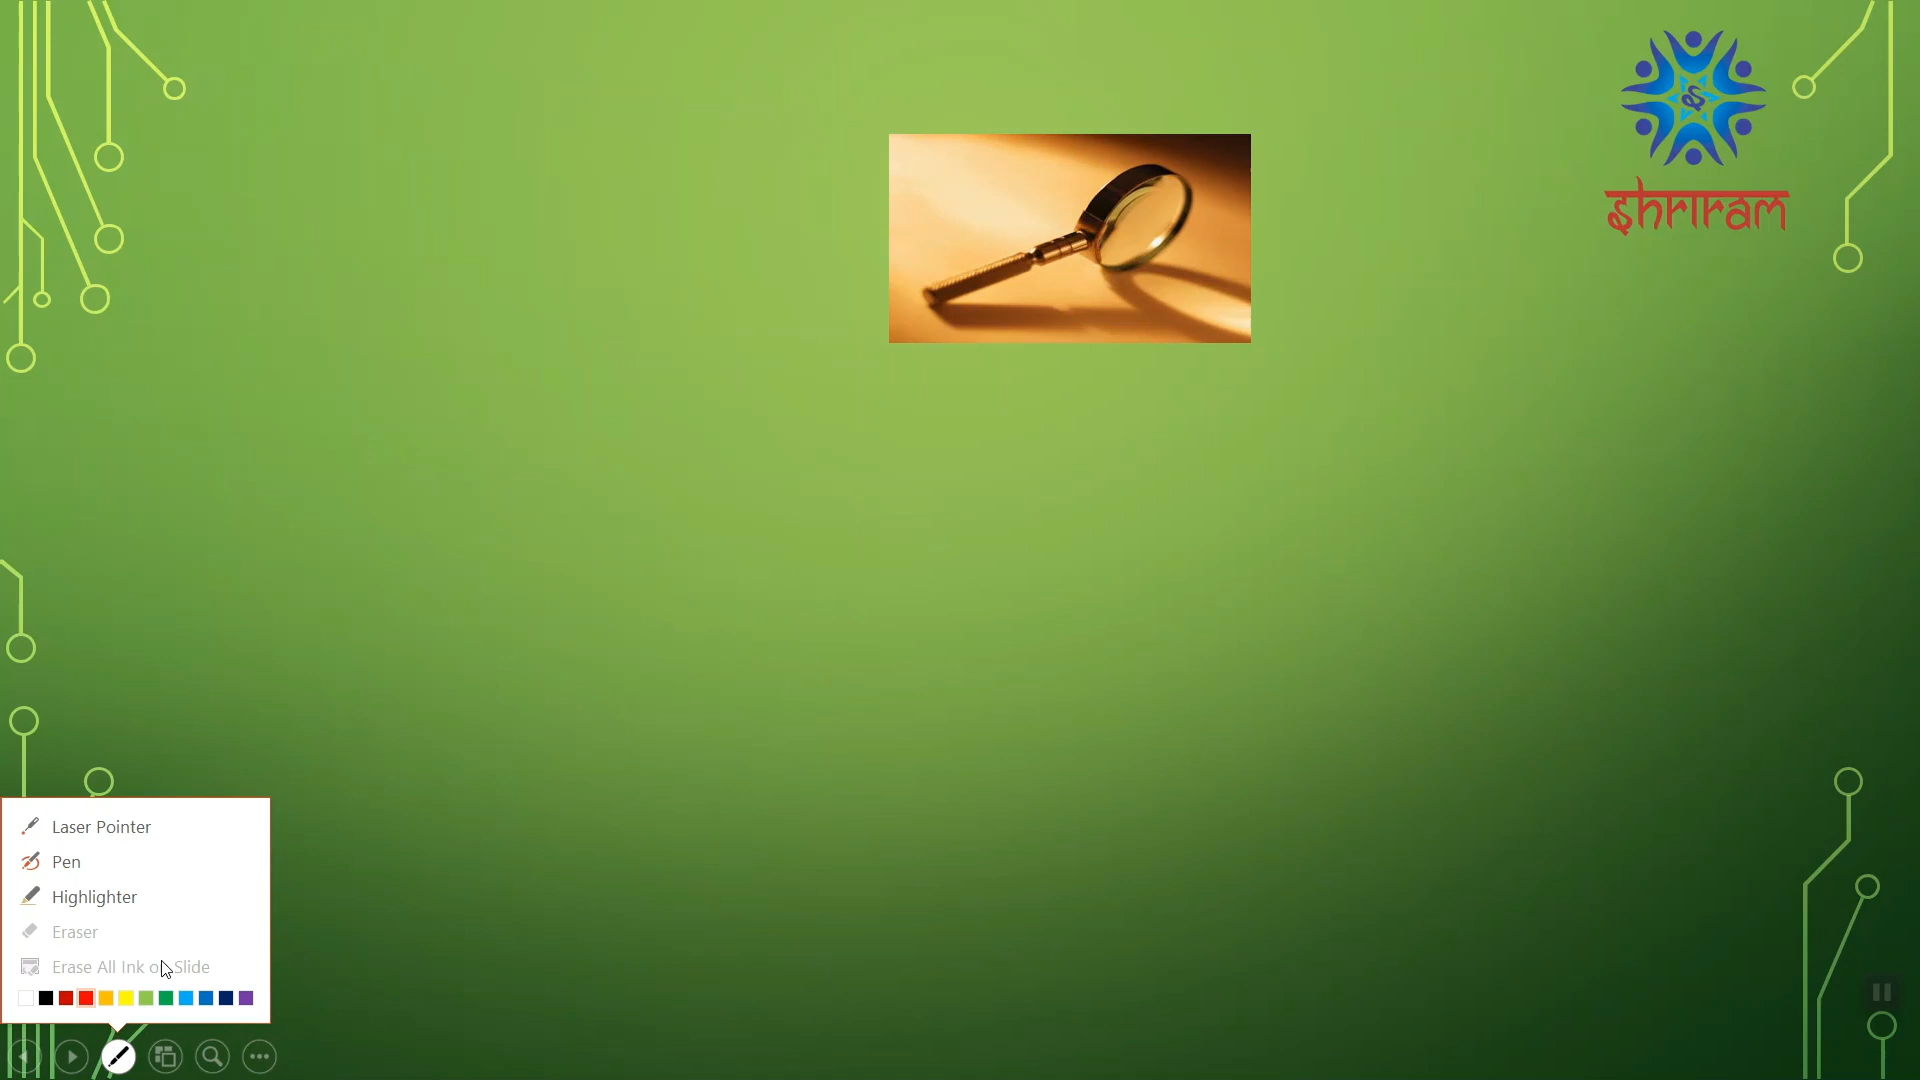 Shriram
Laser Pointer
Pen
Highlighter
Eraser
Erase All Ink on Slide